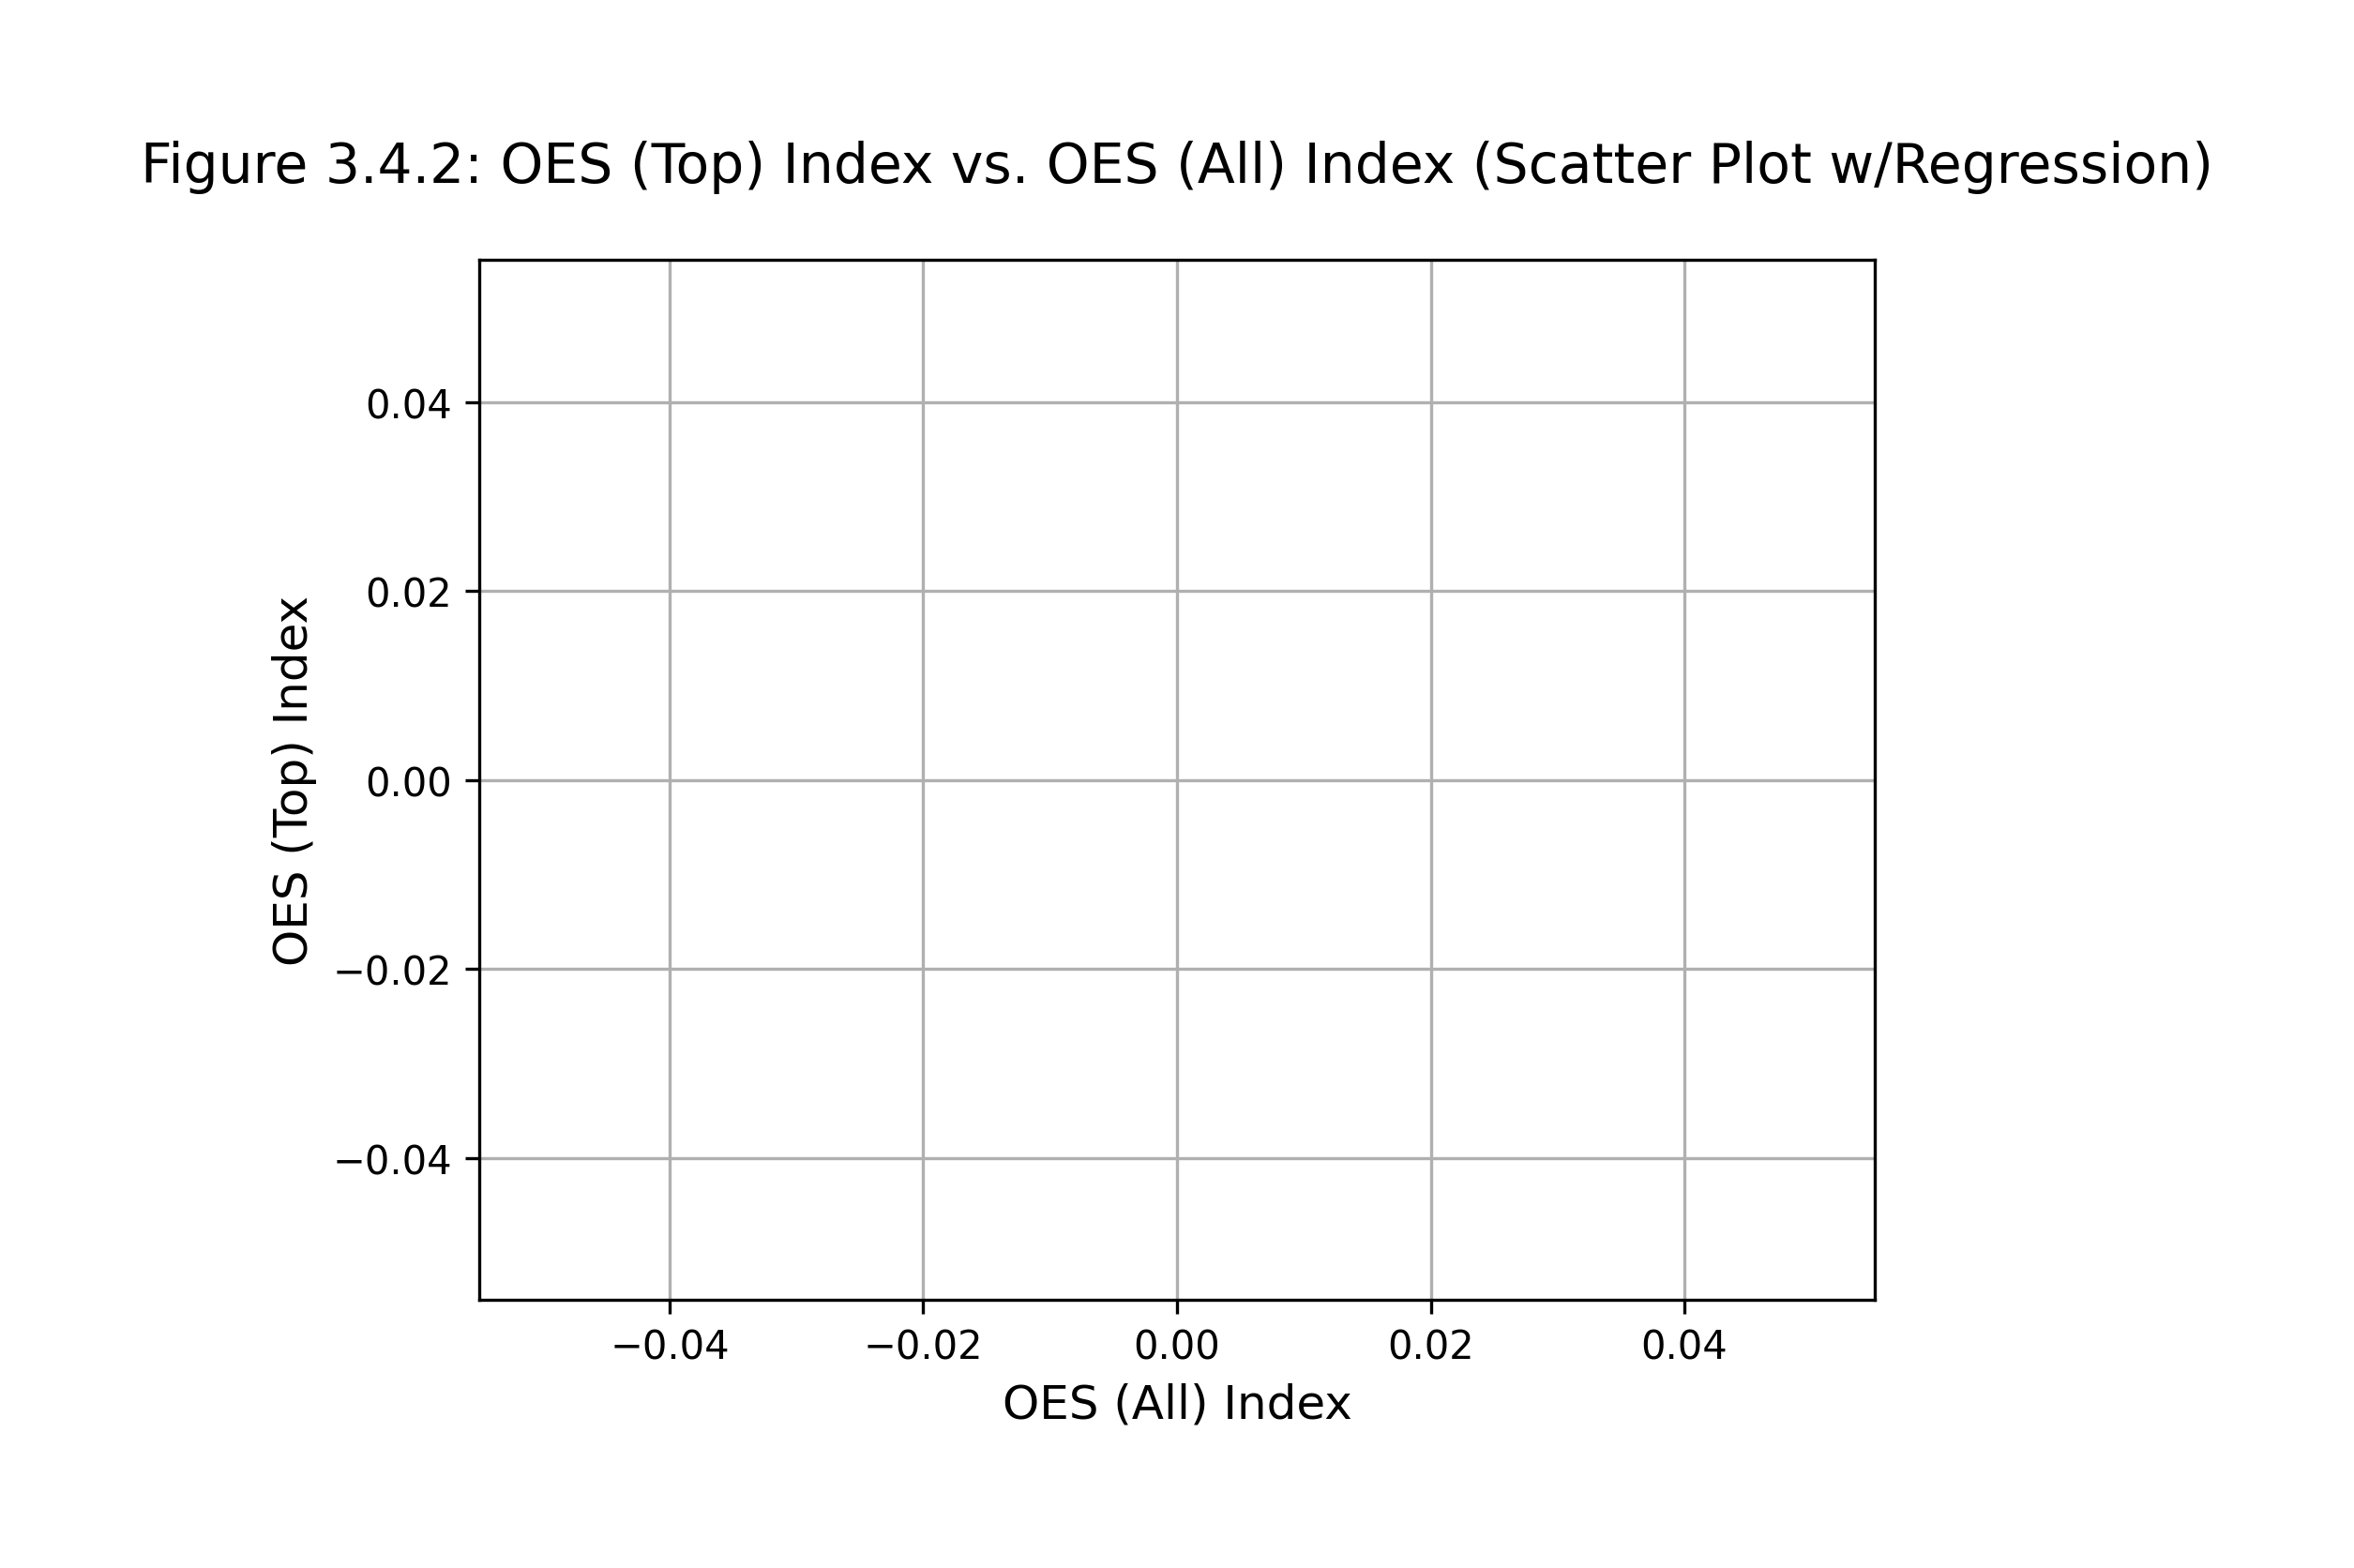 Figure 3.4.2: OES (Top) Index vs. OES (All) Index (Scatter Plot w/Regression)
0.04
0.02
0.00
−0.02
−0.04
OES (Top) Index
−0.04 −0.02 0.00 0.02 0.04
OES (All) Index